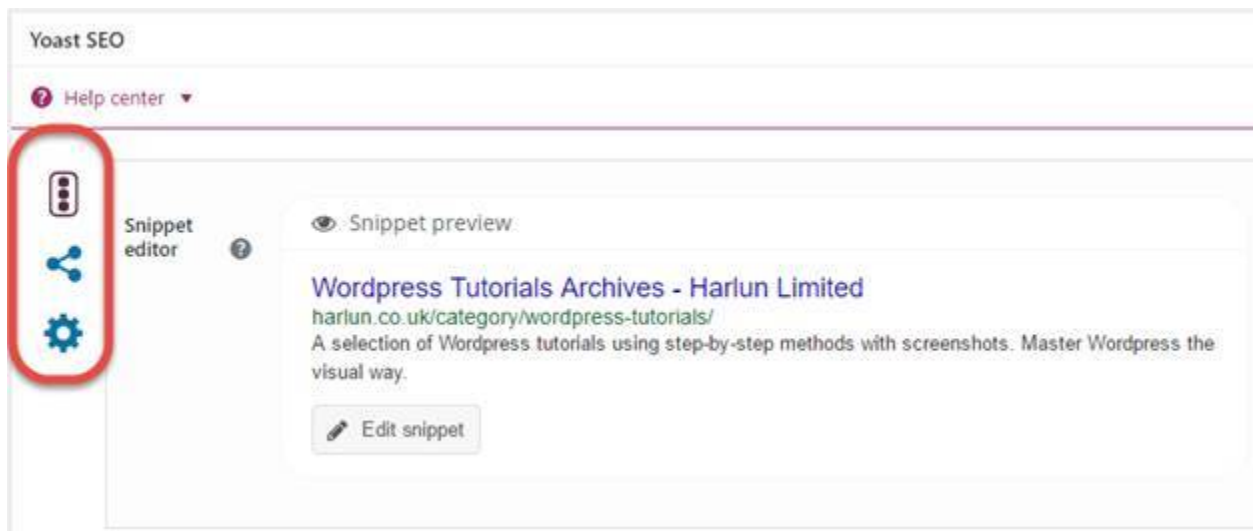 Yoast SEO
Help center
Snippet preview
Snippet
editor
Wordpress Tutorials Archives - Harlun Limited
harlun.co.uk/category/wordpress-tutorials/
A selection of Wordpress tutorials using step-by-step methods with screenshots. Master Wordpress the
visual way.
Edit snippet